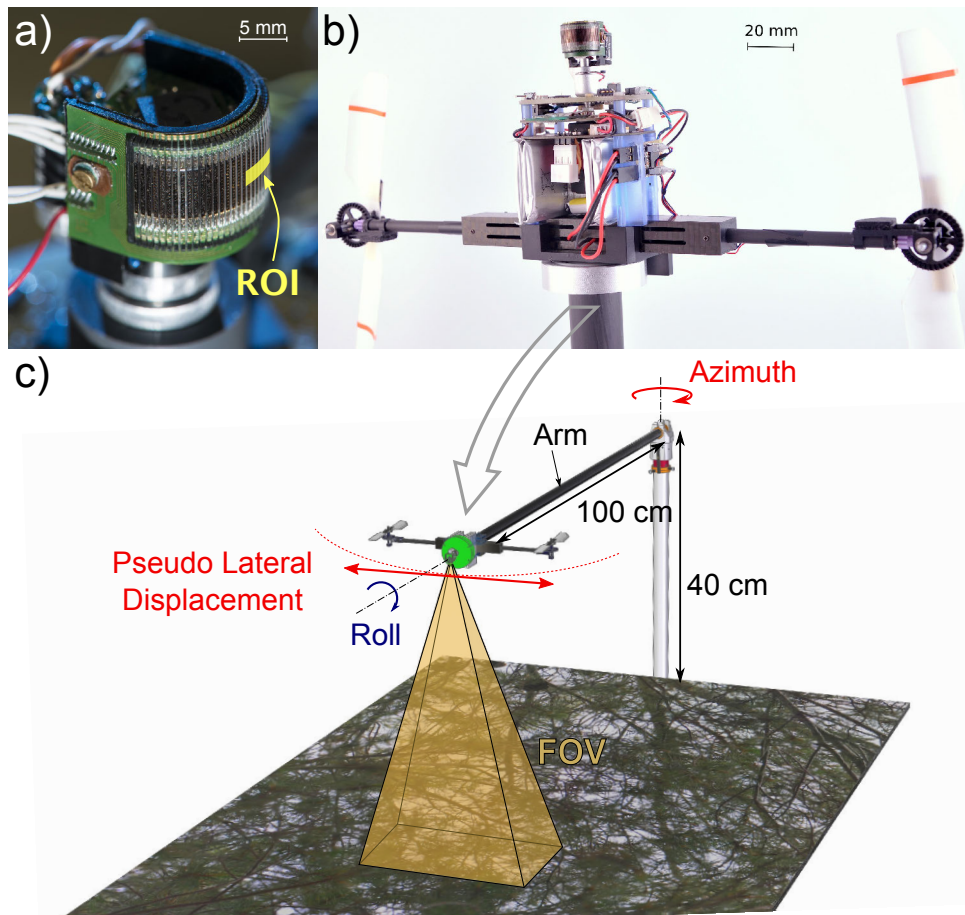 a)
5 mm
ROI
b)
20 mm
c)
Azimuth
Arm
100 cm
40 cm
Pseudo Lateral
Displacement
Roll
FOV